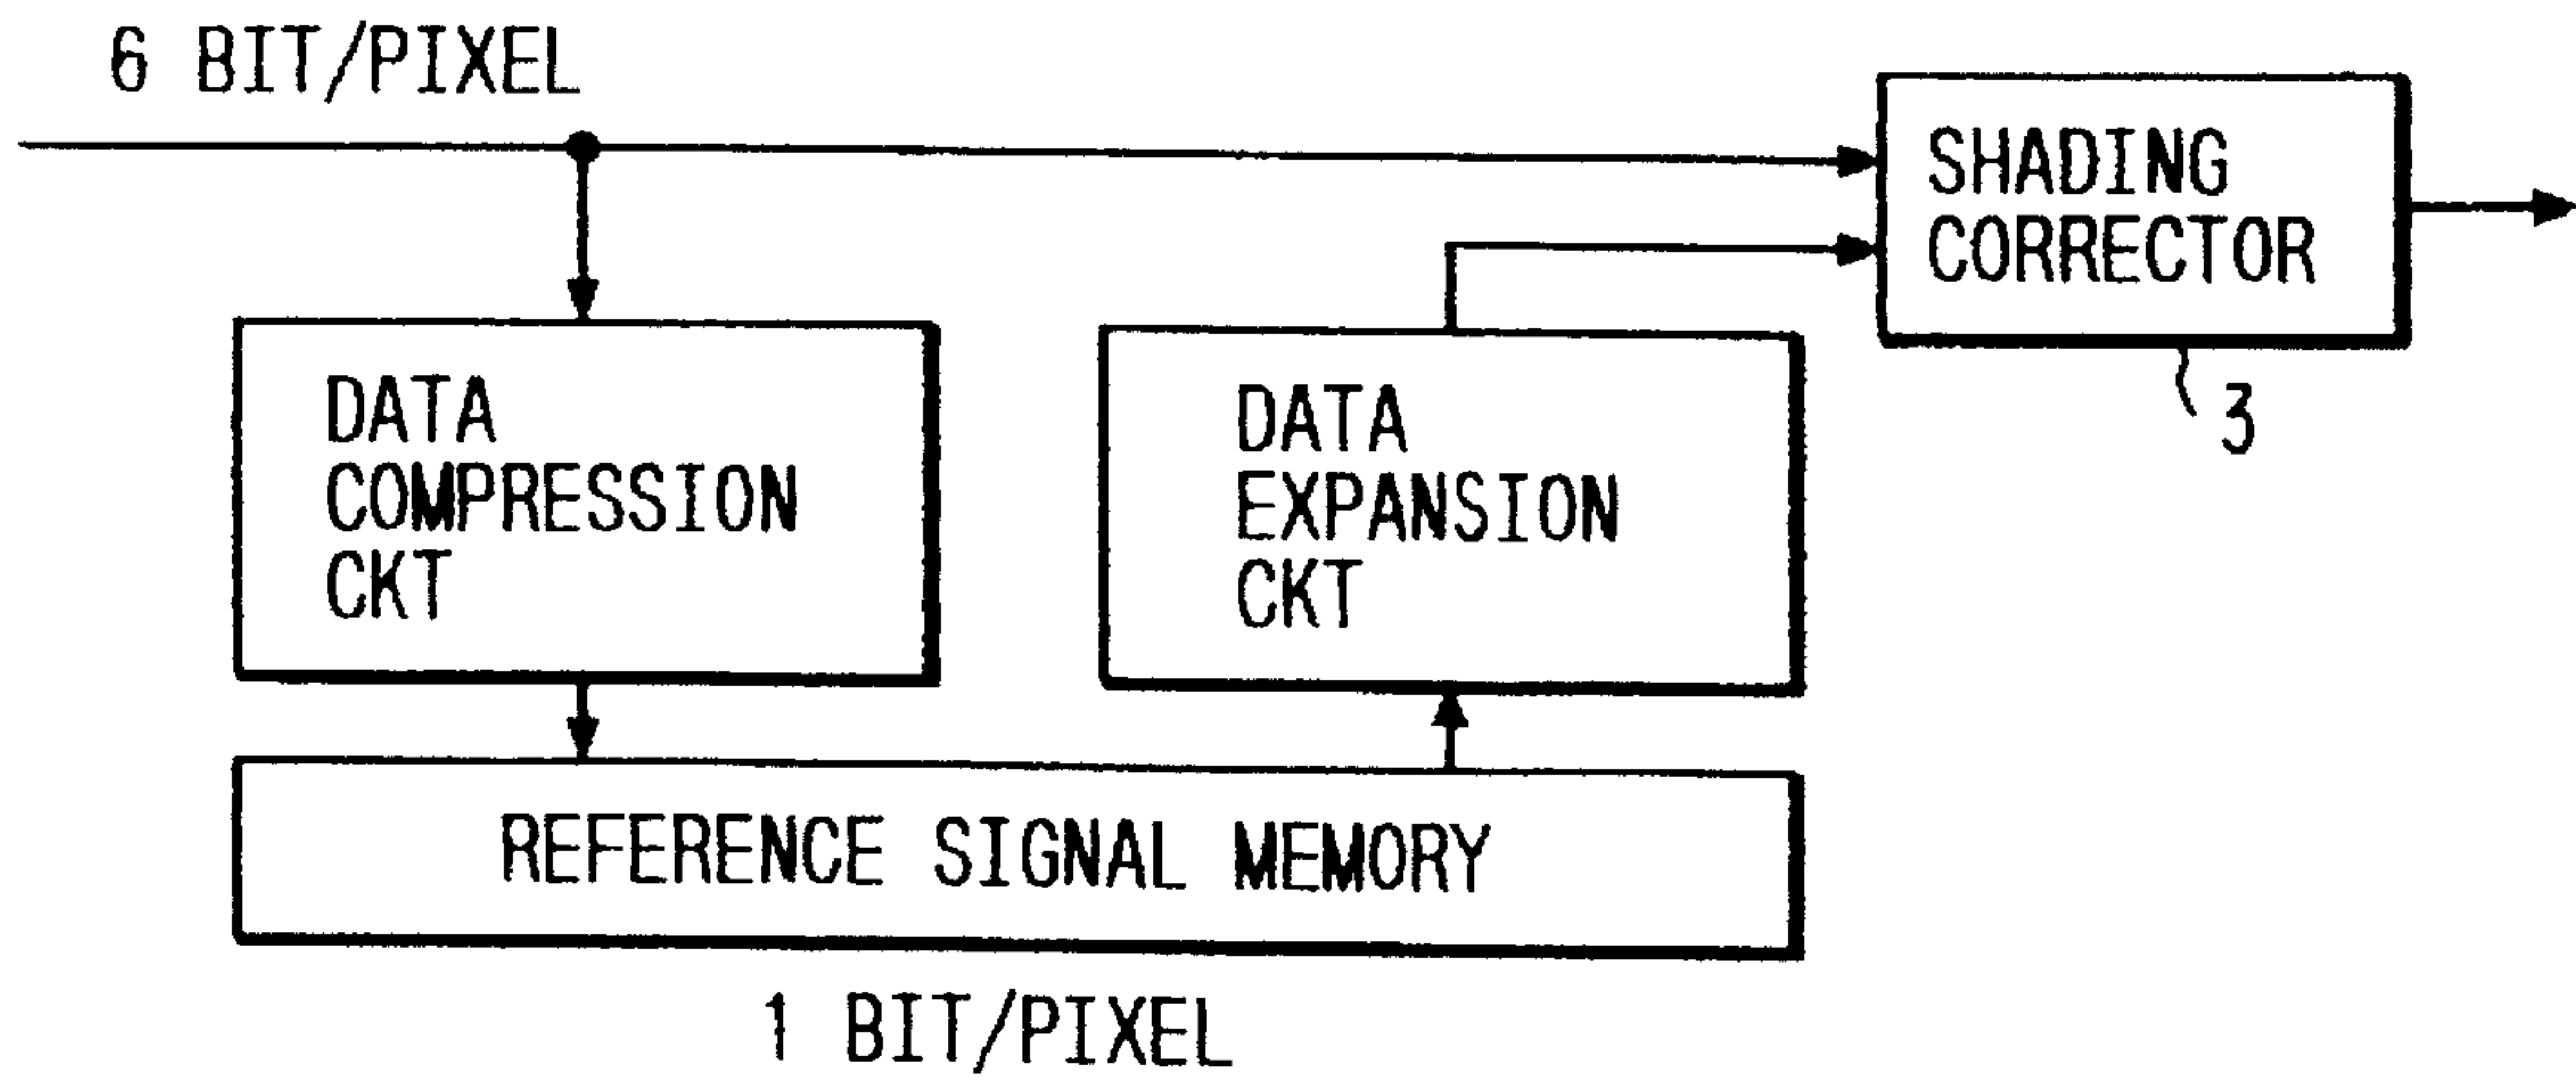 6 BIT/PIXEL
SHADING
CORRECTOR
3
DATA
COMPRESSION
CKT
DATA
EXPANSION
CKT
REFERENCE SIGNAL MEMORY
1 BIT/PIXEL